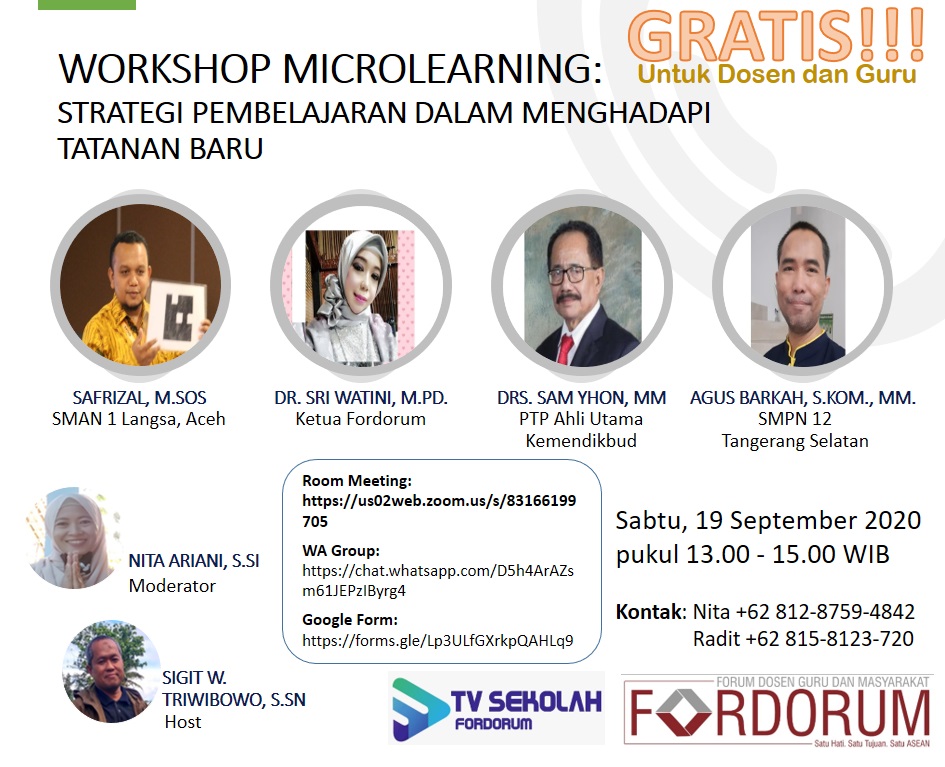 GRATIS!!!
Untuk Dosen dan Guru
WORKSHOP MICROLEARNING:
STRATEGI PEMBELAJARAN DALAM MENGHADAPI
TATANAN BARU
SAFRIZAL, M.SOS
SMAN 1 Langsa, Aceh
DR. SRI WATINI, M.PD.
Ketua Fordorum
DRS. SAM YHON, MM
PTP Ahli Utama
Kemendikbud
AGUS BARKAH, S.KOM., MM.
SMPN 12
Tangerang Selatan
NITA ARIANI, S.SI
Moderator
SIGIT W.
TRIWIBOWO, S.SN
Host
Room Meeting:
https://us02web.zoom.us/s/83166199
705
WA Group:
https://chat.whatsapp.com/D5h4ArAZs
m61JEPzIByrg4
Google Form:
https://forms.gle/Lp3ULfGXrkpQAHLq9
Sabtu, 19 September 2020
pukul 13.00 - 15.00 WIB
Kontak: Nita +62 812-8759-4842
Radit +62 815-8123-720
TV SEKOLAH
FORDORUM
FORUM DOSEN GURU DAN MASYARAKAT
FORDORUM
Satu Hati. Satu Tujuan. Satu ASEAN